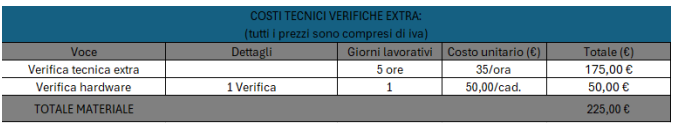 COSTI TECNICI VERIFICHE EXTRA:
(tutti i prezzi sono compresi di iva)
Voce Dettagli Giorni lavorativi Costo unitario (€) Totale (€)
Verifica tecnica extra 5 ore 35/ora 175,00 €
Verifica hardware 1 Verifica 1 50,00/cad. 50,00 €
TOTALE MATERIALE 225,00 €